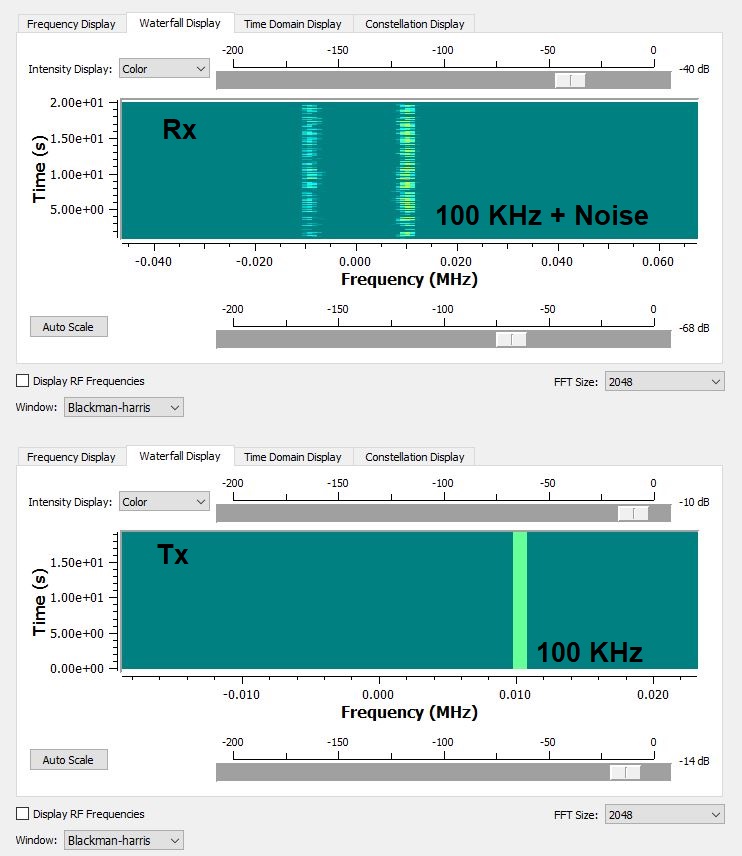 Frequency Display Waterfall Display Time Domain Display Constellation Display
-200 -150 -100 -50 0
Intensity Display: Color -40 dB
2.00e+01
Rx
1.50e+01
Time (s)
1.00e+01
5.00e+00
100 KHz + Noise
-0.040 -0.020 0.000 0.020 0.040 0.060
Frequency (MHz)
-200 -150 -100 -50 0
Auto Scale -68 dB
Display RF Frequencies FFT Size: 2048
Window: Blackman-harris
Frequency Display Waterfall Display Time Domain Display Constellation Display
-200 -150 -100 -50 0
Intensity Display: Color -10 dB
Tx
1.50e+01
Time (s)
1.00e+01
5.00e+00
100 KHz
0.00e+00
-0.010 0.000 0.010 0.020
Frequency (MHz)
-200 -150 -100 -50 0
Auto Scale -14 dB
Display RF Frequencies FFT Size: 2048
Window: Blackman-harris